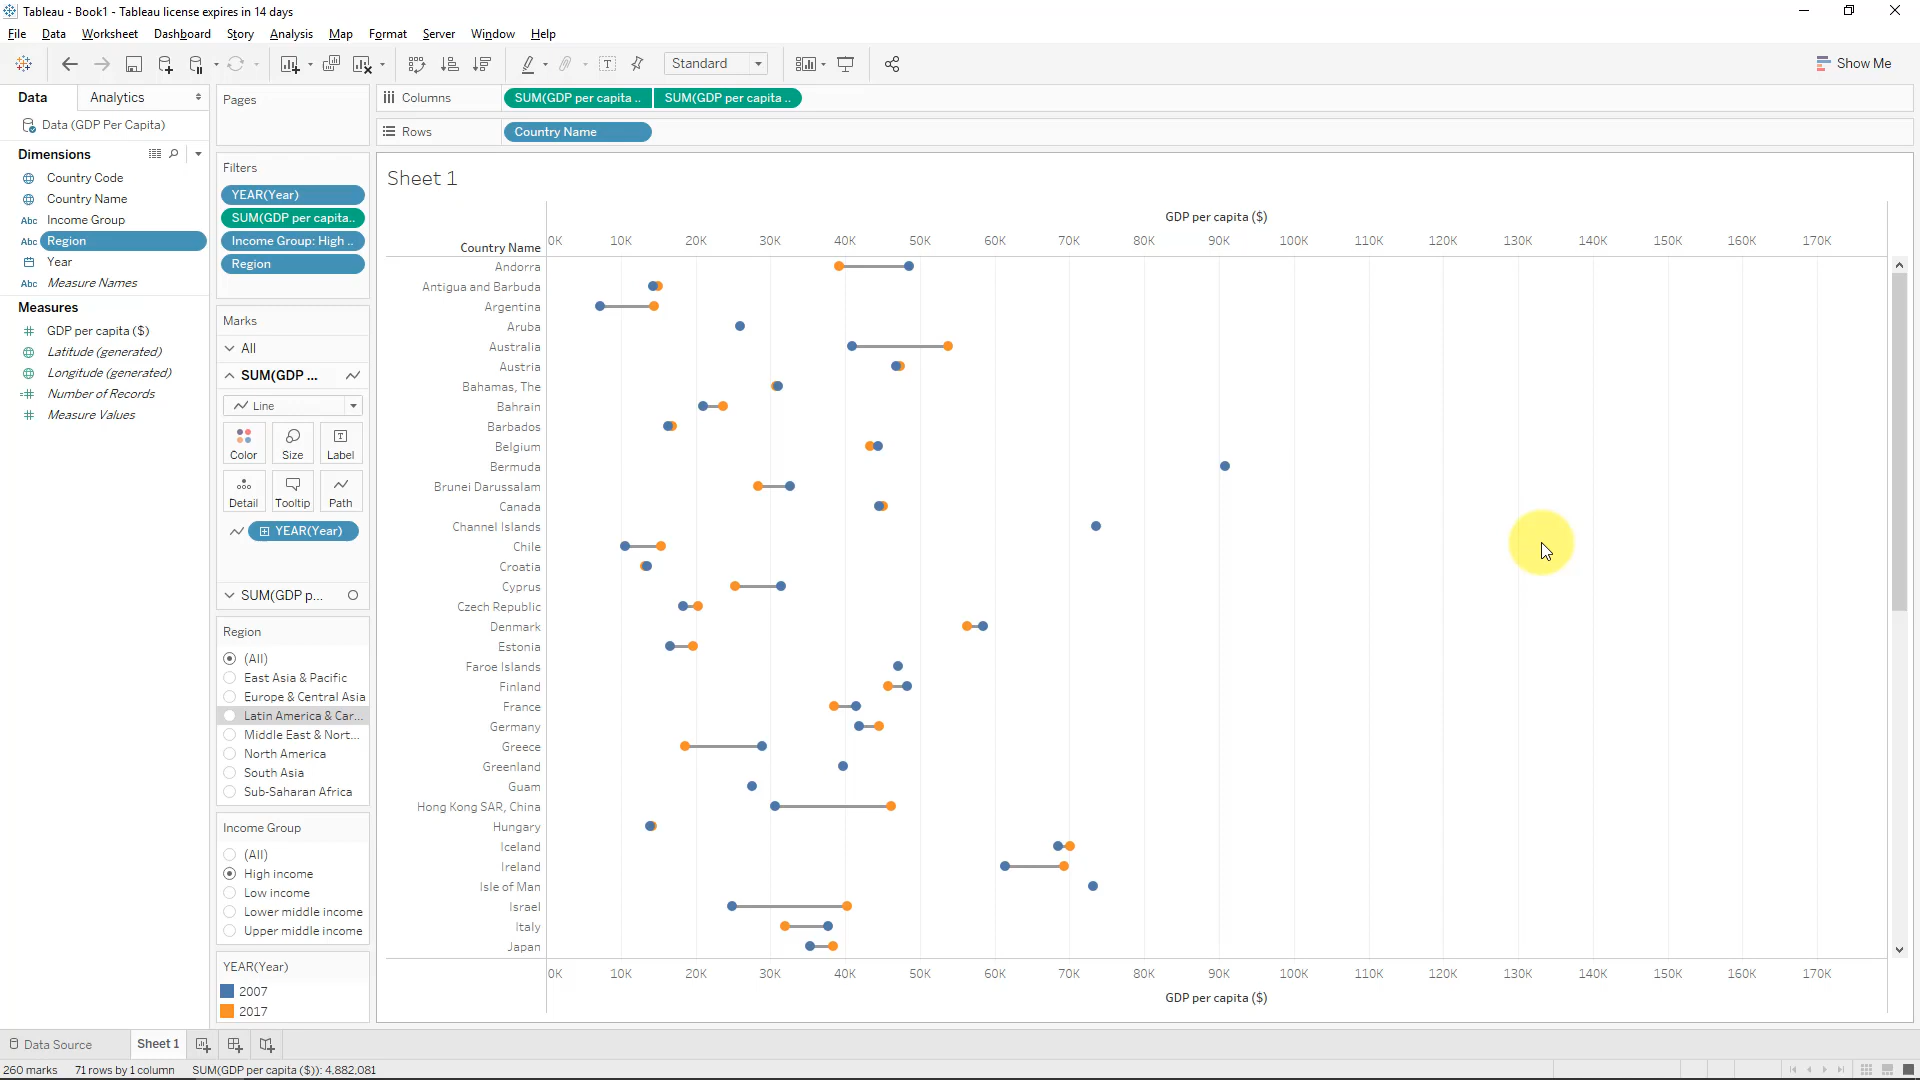 Tableau - Book1 - Tableau license expires in 14 days
File Data Worksheet Dashboard Story Analysis Map Format Server Window Help
Standard
Show Me
Data Analytics
Data (GDP Per Capita)
Dimensions
Country Code
Country Name
Abc Income Group
Abc Region
Year
Abc Measure Names
Measures
# GDP per capita ($)
Latitude (generated)
Longitude (generated)
=# Number of Records
# Measure Values
Pages
Filters
YEAR(Year)
SUM(GDP per capita..
Income Group: High ..
Region
Marks
All
SUM(GDP ...
Line
Color Size Label
Detail Tooltip Path
YEAR(Year)
SUM(GDP p...
Region
(All)
East Asia & Pacific
Europe & Central Asia
Latin America & Car...
Middle East & Nort...
North America
South Asia
Sub-Saharan Africa
Income Group
(All)
High income
Low income
Lower middle income
Upper middle income
YEAR(Year)
2007
2017
Columns SUM(GDP per capita .. SUM(GDP per capita ..
Rows Country Name
Sheet 1
GDP per capita ($)
0K 10K 20K 30K 40K 50K 60K 70K 80K 90K 100K 110K 120K 130K 140K 150K 160K 170K
Country Name
Andorra
Antigua and Barbuda
Argentina
Aruba
Australia
Austria
Bahamas, The
Bahrain
Barbados
Belgium
Bermuda
Brunei Darussalam
Canada
Channel Islands
Chile
Croatia
Cyprus
Czech Republic
Denmark
Estonia
Faroe Islands
Finland
France
Germany
Greece
Greenland
Guam
Hong Kong SAR, China
Hungary
Iceland
Ireland
Isle of Man
Israel
Italy
Japan
0K 10K 20K 30K 40K 50K 60K 70K 80K 90K 100K 110K 120K 130K 140K 150K 160K 170K
GDP per capita ($)
Data Source Sheet 1
260 marks 71 rows by 1 column SUM(GDP per capita ($)): 4,882,081